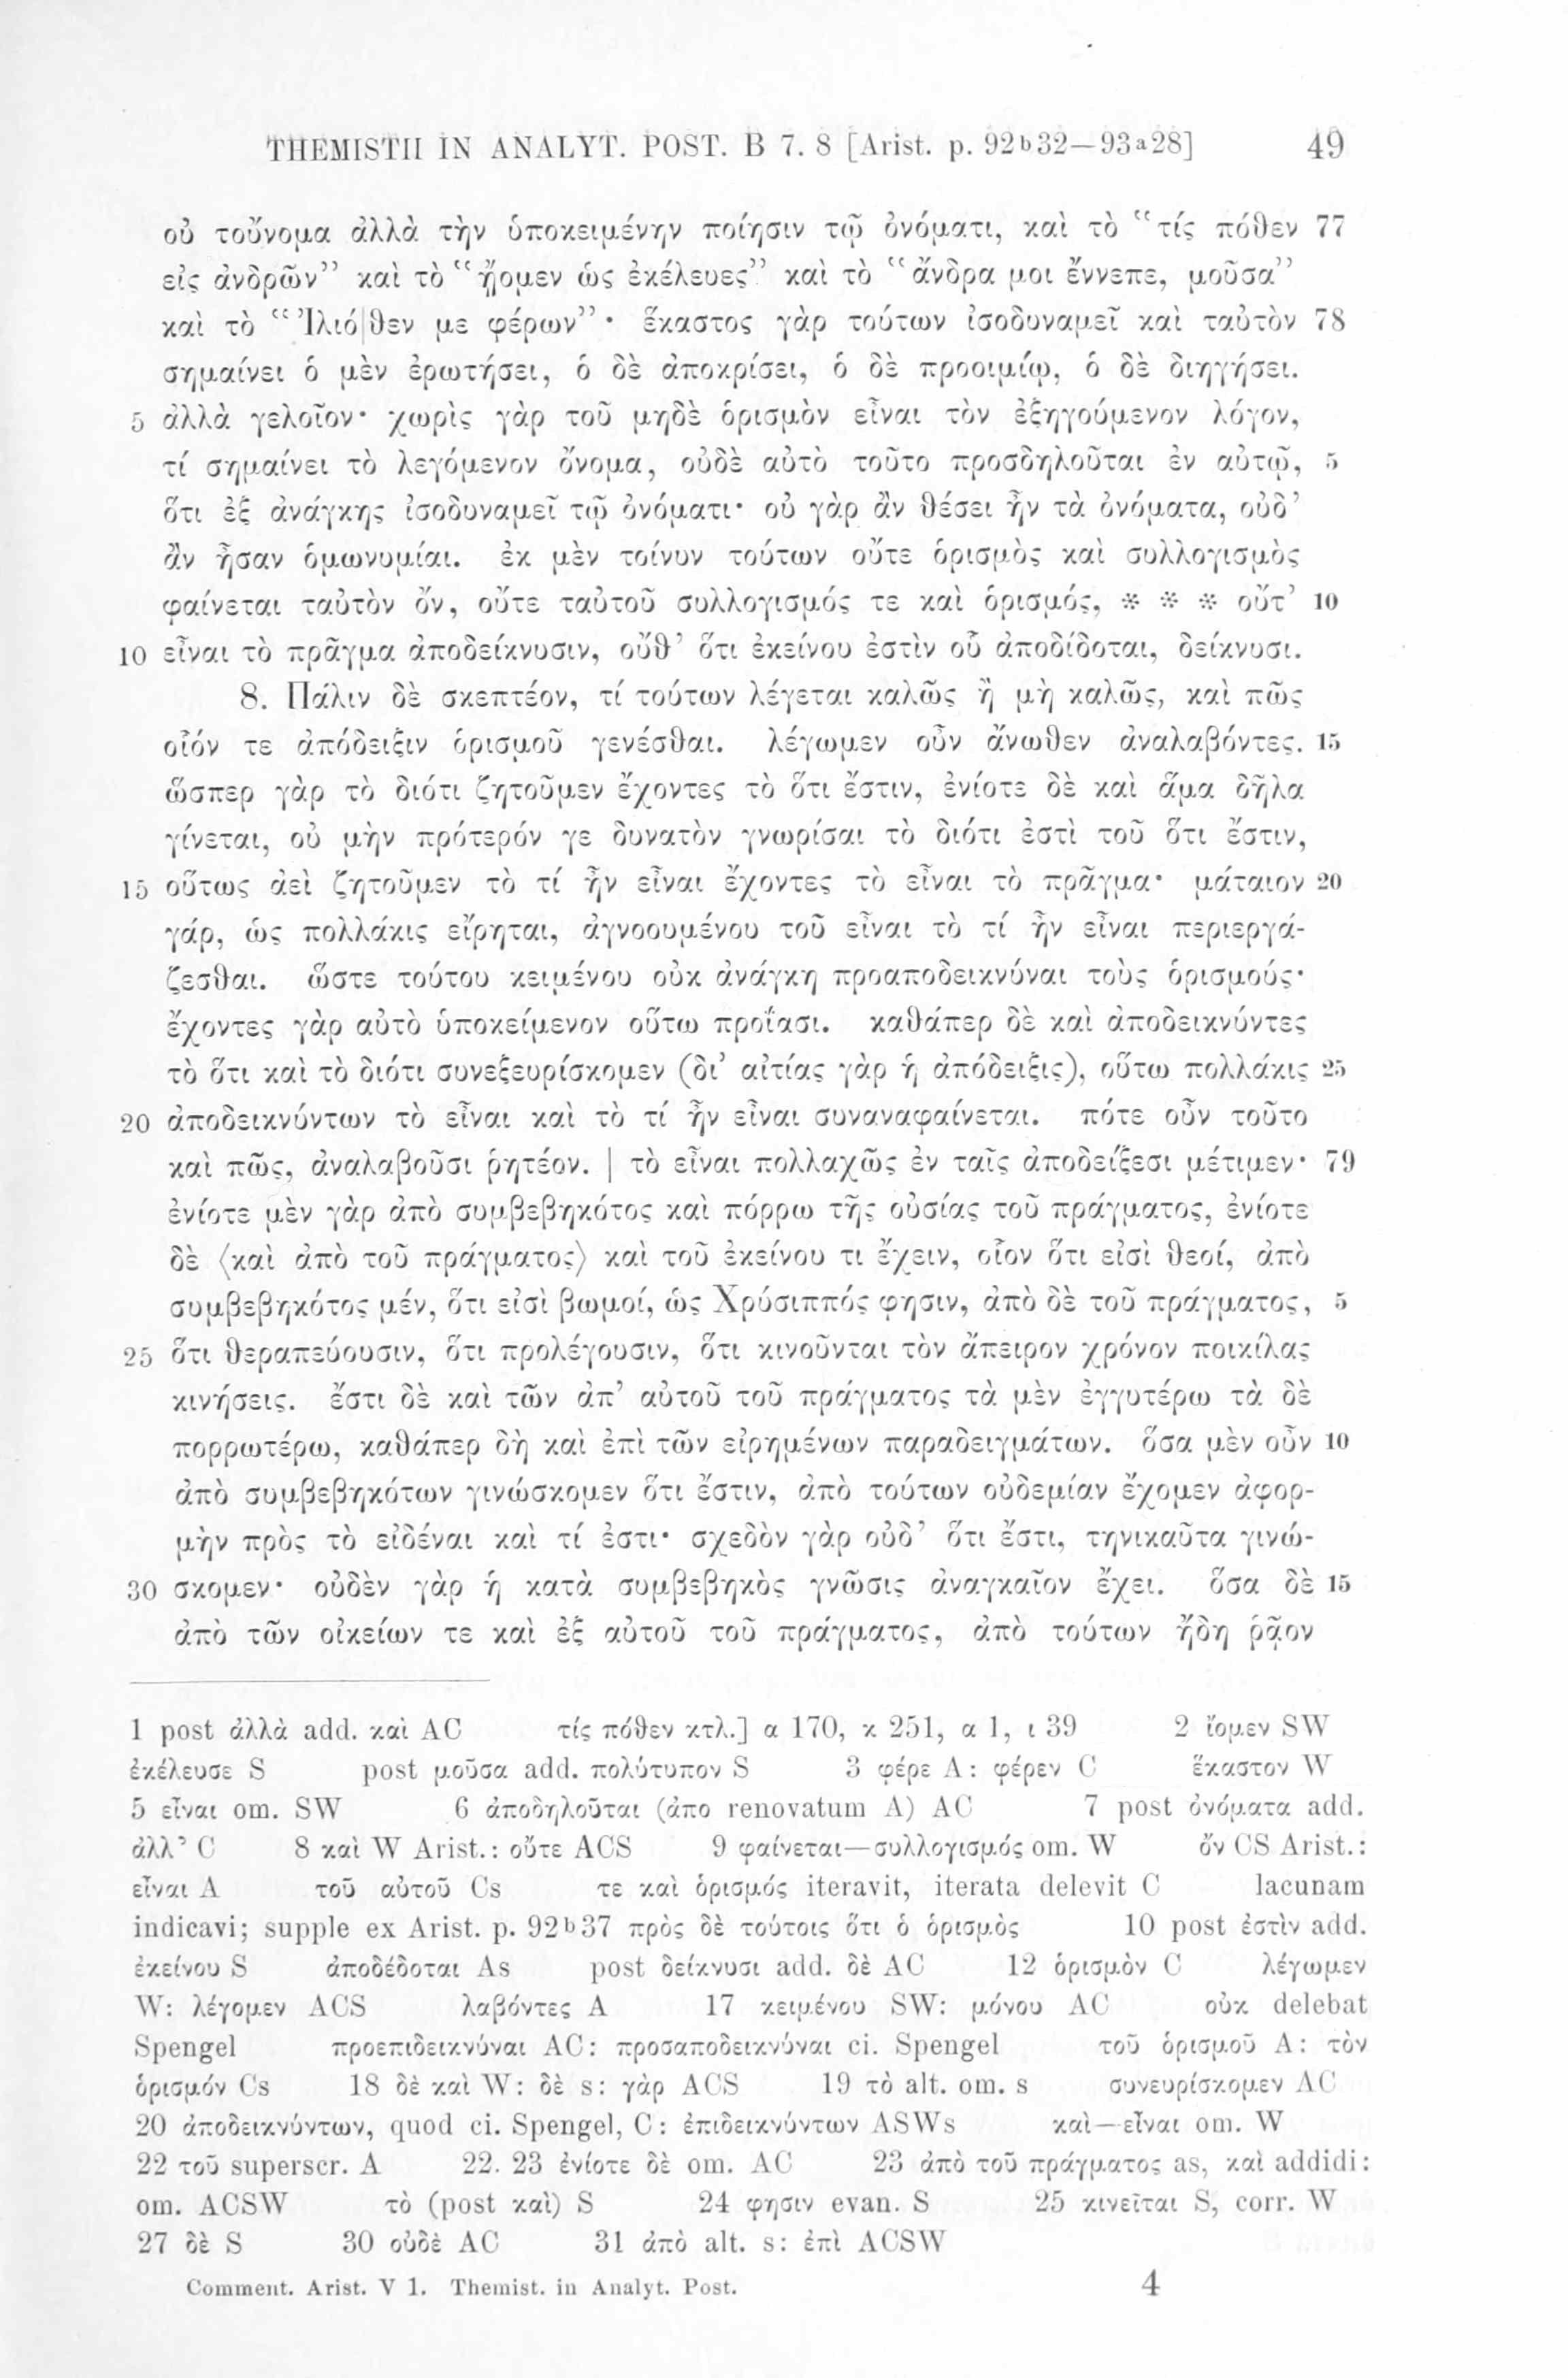 THEMISTII IN ANALYT. POST. B 7. 8 [Arist. p. 92b32—93a28] 49
οὐ τοὔνομα ἀλλὰ τὴν ὑποκειμένην ποίησιν τῷ ὀνόματι, καὶ τὸ “τίς πόθεν 77
εἰς ἀνδρῶν” καὶ τὸ “ᾔομεν ὡς ἐκέλευες” καὶ τὸ “ἄνδρα μοι ἔννεπε, μοῦσα”
καὶ τὸ “Ἰλιό|θεν με φέρων”· ἕκαστος γὰρ τούτων ἰσοδυναμεῖ καὶ ταὐτὸν 78
σημαίνει ὁ μὲν ἐρωτήσει, ὁ δὲ ἀποκρίσει, ὁ δὲ προοιμίῳ, ὁ δὲ διηγήσει.
5 ἀλλὰ γελοῖον· χωρὶς γὰρ τοῦ μηδὲ ὁρισμὸν εἶναι τὸν ἐξηγούμενον λόγον,
τί σημαίνει τὸ λεγόμενον ὄνομα, οὐδὲ αὐτὸ τοῦτο προσδηλοῦται ἐν αὐτῷ, 5
ὅτι ἐξ ἀνάγκης ἰσοδυναμεῖ τῷ ὀνόματι· οὐ γὰρ ἂν θέσει ἦν τὰ ὀνόματα, οὐδ’
ἂν ἦσαν ὁμωνυμίαι. ἐκ μὲν τοίνυν τούτων οὔτε ὁρισμὸς καὶ συλλογισμὸς
φαίνεται ταὐτὸν ὄν, οὔτε ταὐτοῦ συλλογισμός τε καὶ ὁρισμός, * * * οὔτ’ 10
10 εἶναι τὸ πρᾶγμα ἀποδείκνυσιν, οὔθ’ ὅτι ἐκείνου ἐστὶν οὗ ἀποδίδοται, δείκνυσι.
8. Πάλιν δὲ σκεπτέον, τί τούτων λέγεται καλῶς ἢ μὴ καλῶς, καὶ πῶς
οἷόν τε ἀπόδειξιν ὁρισμοῦ γενέσθαι. λέγωμεν οὖν ἄνωθεν ἀναλαβόντες. 15
ὥσπερ γὰρ τὸ διότι ζητοῦμεν ἔχοντες τὸ ὅτι ἔστιν, ἐνίοτε δὲ καὶ ἅμα δῆλα
γίνεται, οὐ μὴν πρότερόν γε δυνατὸν γνωρίσαι τὸ διότι ἐστὶ τοῦ ὅτι ἔστιν,
15 οὕτως ἀεὶ ζητοῦμεν τὸ τί ἦν εἶναι ἔχοντες τὸ εἶναι τὸ πρᾶγμα· μάταιον 20
γάρ, ὡς πολλάκις εἴρηται, ἀγνοουμένου τοῦ εἶναι τὸ τί ἦν εἶναι περιεργά-
ζεσθαι. ὥστε τούτου κειμένου οὐκ ἀνάγκη προαποδεικνύναι τοὺς ὁρισμούς·
ἔχοντες γὰρ αὐτὸ ὑποκείμενον οὕτω προΐασι. καθάπερ δὲ καὶ ἀποδεικνύντες
τὸ ὅτι καὶ τὸ διότι συνεξευρίσκομεν (δι’ αἰτίας γὰρ ἡ ἀπόδειξις), οὕτω πολλάκις 25
20 ἀποδεικνύντων τὸ εἶναι καὶ τὸ τί ἦν εἶναι συναναφαίνεται. πότε οὖν τοῦτο
καὶ πῶς, ἀναλαβοῦσι ῥητέον. | τὸ εἶναι πολλαχῶς ἐν ταῖς ἀποδείξεσι μέτιμεν· 79
ἐνίοτε μὲν γὰρ ἀπὸ συμβεβηκότος καὶ πόρρω τῆς οὐσίας τοῦ πράγματος, ἐνίοτε
δὲ ⟨καὶ ἀπὸ τοῦ πράγματος⟩ καὶ τοῦ ἐκείνου τι ἔχειν, οἷον ὅτι εἰσὶ θεοί, ἀπὸ
συμβεβηκότος μέν, ὅτι εἰσὶ βωμοί, ὡς Χρύσιππός φησιν, ἀπὸ δὲ τοῦ πράγματος, 5
25 ὅτι θεραπεύουσιν, ὅτι προλέγουσιν, ὅτι κινοῦνται τὸν ἄπειρον χρόνον ποικίλας
κινήσεις. ἔστι δὲ καὶ τῶν ἀπ’ αὐτοῦ τοῦ πράγματος τὰ μὲν ἐγγυτέρω τὰ δὲ
πορρωτέρω, καθάπερ δὴ καὶ ἐπὶ τῶν εἰρημένων παραδειγμάτων. ὅσα μὲν οὖν 10
ἀπὸ συμβεβηκότων γινώσκομεν ὅτι ἔστιν, ἀπὸ τούτων οὐδεμίαν ἔχομεν ἀφορ-
μὴν πρὸς τὸ εἰδέναι καὶ τί ἐστι· σχεδὸν γὰρ οὐδ’ ὅτι ἔστι, τηνικαῦτα γινώ-
30 σκομεν· οὐδὲν γὰρ ἡ κατὰ συμβεβηκὸς γνῶσις ἀναγκαῖον ἔχει. ὅσα δὲ 15
ἀπὸ τῶν οἰκείων τε καὶ ἐξ αὐτοῦ τοῦ πράγματος, ἀπὸ τούτων ἤδη ῥᾷον
1 post ἀλλὰ add. καὶ AC τίς πόθεν κτλ.] α 170, κ 251, α 1, ι 39 2 ἴομεν SW
ἐκέλευσε S post μοῦσα add. πολύτυπον S 3 φέρε A: φέρεν C ἕκαστον W
5 εἶναι om. SW 6 ἀποδηλοῦται (ἀπο renovatum A) AC 7 post ὀνόματα add.
ἀλλ’ C 8 καὶ W Arist.: οὔτε ACS 9 φαίνεται—συλλογισμός om. W ὄν CS Arist.:
εἶναι A τοῦ αὐτοῦ Cs τε καὶ ὁρισμός iteravit, iterata delevit C lacunam
indicavi; supple ex Arist. p. 92b37 πρὸς δὲ τούτοις ὅτι ὁ ὁρισμὸς 10 post ἐστὶν add.
ἐκείνου S ἀποδέδοται As post δείκνυσι add. δὲ AC 12 ὁρισμὸν C λέγωμεν
W: λέγομεν ACS λαβόντες A 17 κειμένου SW: μόνου AC οὐκ delebat
Spengel προεπιδεικνύναι AC: προσαποδεικνύναι ci. Spengel τοῦ ὁρισμοῦ A: τὸν
ὁρισμόν Cs 18 δὲ καὶ W: δὲ s: γὰρ ACS 19 τὸ alt. om. s συνευρίσκομεν AC
20 ἀποδεικνύντων, quod ci. Spengel, C: ἐπιδεικνύντων ASWs καὶ—εἶναι om. W
22 τοῦ superscr. A 22. 23 ἐνίοτε δὲ om. AC 23 ἀπὸ τοῦ πράγματος as, καὶ addidi:
om. ACSW τὸ (post καὶ) S 24 φησιν evan. S 25 κινεῖται S, corr. W
27 δὲ S 30 οὐδὲ AC 31 ἀπὸ alt. s: ἐπὶ ACSW
Comment. Arist. V 1. Themist. in Analyt. Post. 4